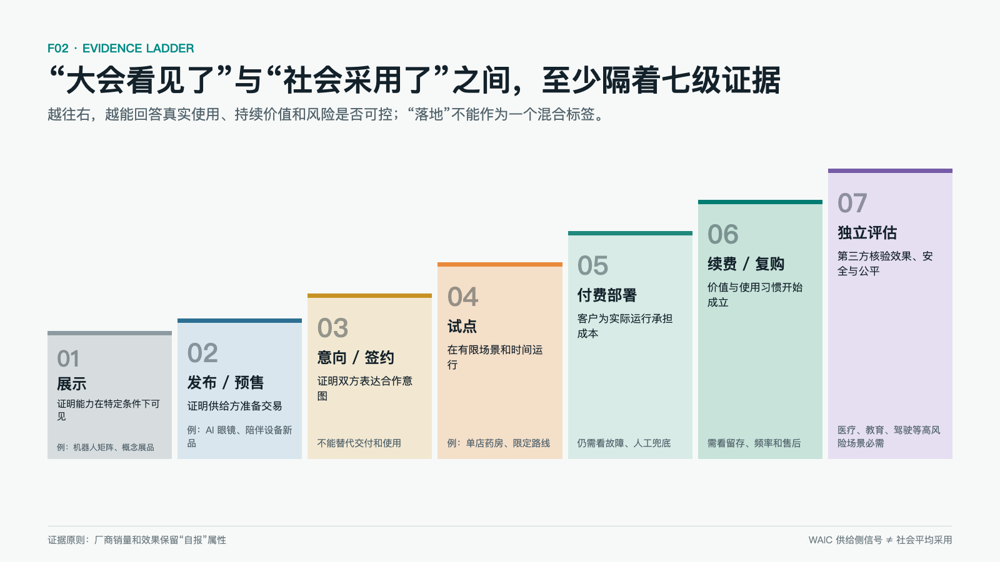 F02 · EVIDENCE LADDER
“大会看见了”与“社会采用了”之间，至少隔着七级证据
越往右，越能回答真实使用、持续价值和风险是否可控；“落地”不能作为一个混合标签。
01
展示
证明能力在特定条件下可
见
例：机器人矩阵、概念展品
02
发布 / 预售
证明供给方准备交易
例：AI 眼镜、陪伴设备新
品
03
意向 / 签约
证明双方表达合作意
图
不能替代交付和使用
04
试点
在有限场景和时间运
行
例：单店药房、限定路线
05
付费部署
客户为实际运行承担
成本
仍需看故障、人工兜底
06
续费 / 复购
价值与使用习惯开始
成立
需看留存、频率和售后
07
独立评估
第三方核验效果、安
全与公平
医疗、教育、驾驶等高风
险场景必需
证据原则：厂商销量和效果保留“自报”属性
WAIC 供给侧信号 ≠ 社会平均采用